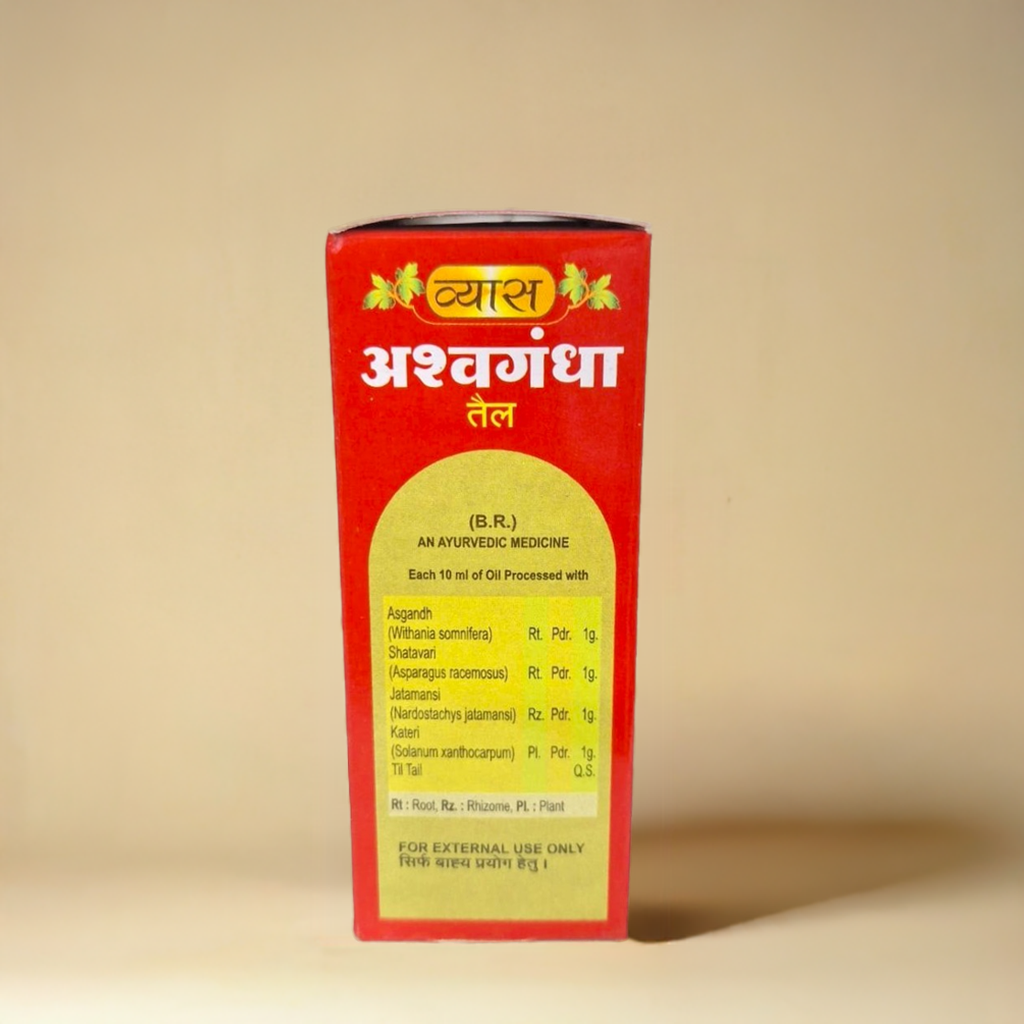 व्यास
अश्वगंधा
तैल
(B.R.)
AN AYURVEDIC MEDICINE
Each 10 ml of Oil Processed with
Asgandh
(Withania somnifera) Rt. Pdr. 1g.
Shatavari
(Asparagus racemosus) Rt. Pdr. 1g.
Jatamansi
(Nardostachys jatamansi) Rz. Pdr. 1g.
Kateri
(Solanum xanthocarpum) Pl. Pdr. 1g.
Til Tail Q.S.
Rt : Root, Rz. : Rhizome, Pl. : Plant
FOR EXTERNAL USE ONLY
सिर्फ बाह्य प्रयोग हेतु ।